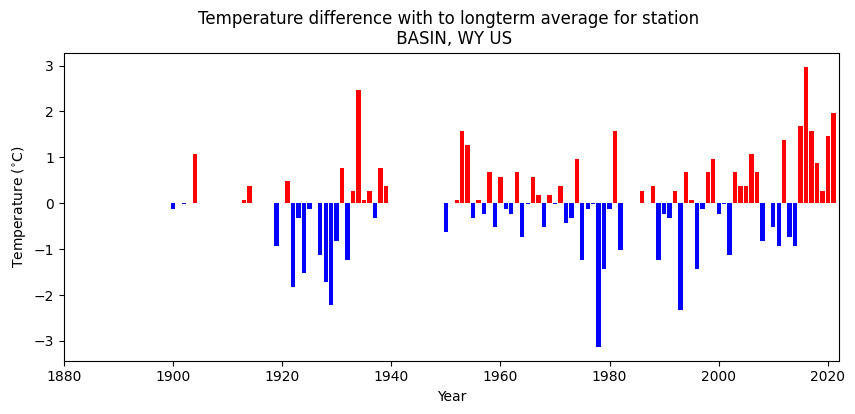 Temperature difference with to longterm average for station
BASIN, WY US
3
2
1
0
−1
−2
−3
Temperature (°C)
1880 1900 1920 1940 1960 1980 2000 2020
Year